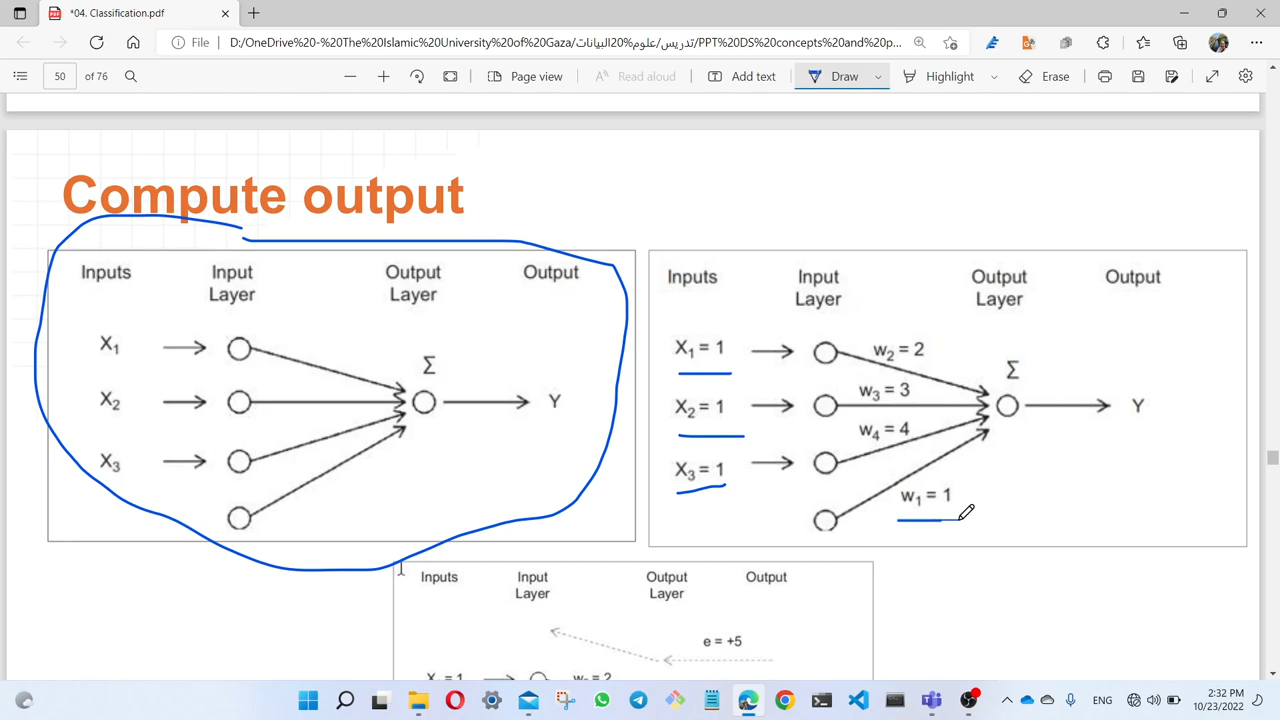 *04. Classification.pdf
File
D:/OneDrive%20-%20The%20Islamic%20University%20of%20Gaza/تدريس/علوم%20البيانات/PPT%20DS%20concepts%20and%20p...
50 of 76
Page view
Read aloud
Add text
Draw
Highlight
Erase
Compute output
Inputs Input Layer Output Layer Output
X1
X2
X3
Σ
Y
Inputs Input Layer Output Layer Output
X1 = 1
w2 = 2
X2 = 1
w3 = 3
w4 = 4
X3 = 1
w1 = 1
Σ
Y
Inputs Input Layer Output Layer Output
e = +5
ENG
2:32 PM
10/23/2022